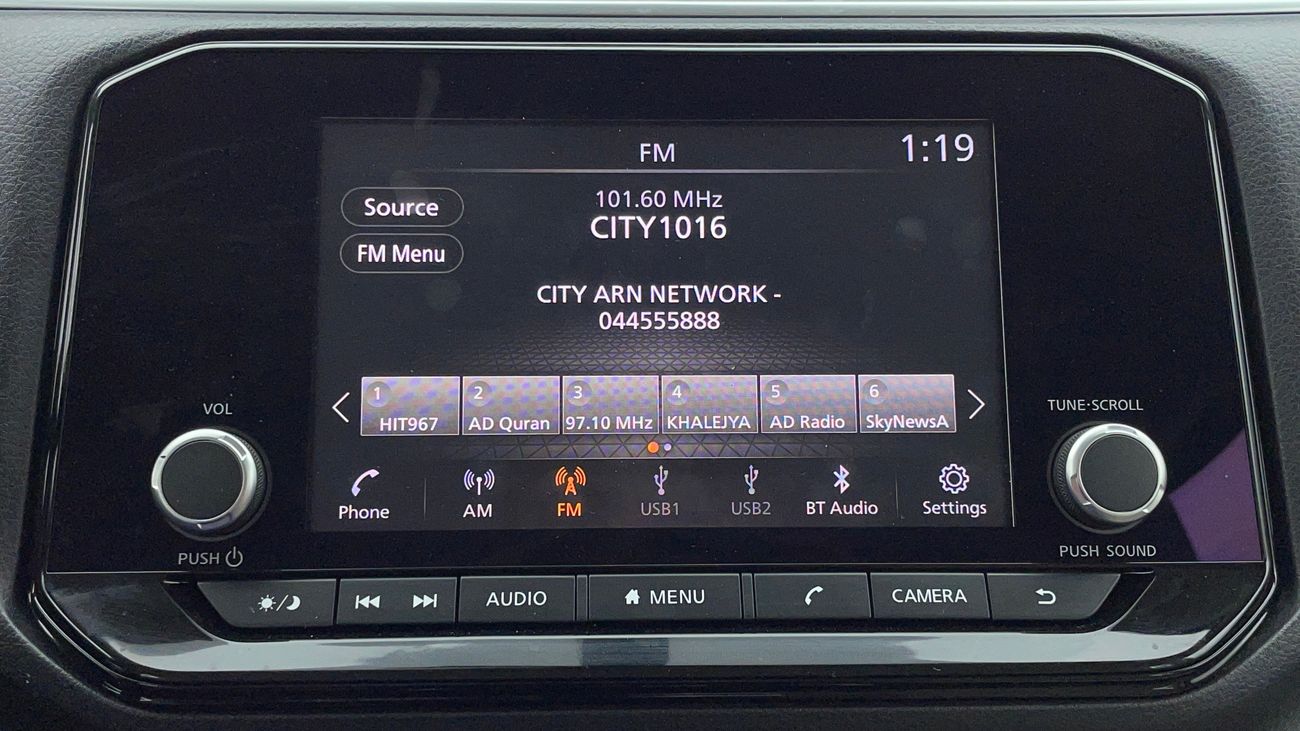 FM
1:19
Source
101.60 MHz
CITY1016
FM Menu
CITY ARN NETWORK -
044555888
1 2 3 4 5 6
HIT967 AD Quran 97.10 MHz KHALEJYA AD Radio SkyNewsA
VOL
TUNE·SCROLL
Phone AM FM USB1 USB2 BT Audio Settings
PUSH
PUSH SOUND
AUDIO MENU CAMERA